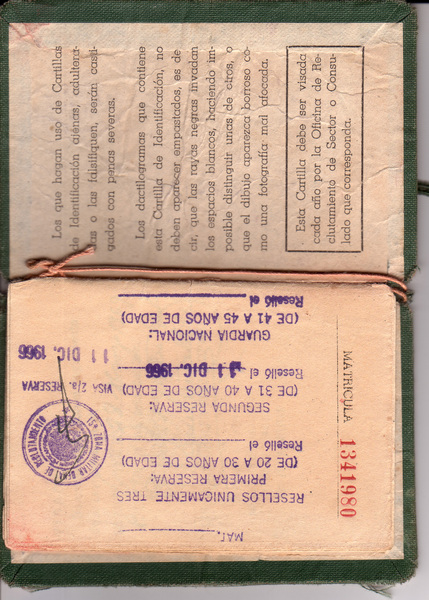 Los que hagan uso de Cartillas
de Identificación ajenas, adultera-
das o las falsifiquen, serán casti-
gados con penas severas.
Los dactilogramas que contiene
esta Cartilla de Identificación, no
deben aparecer empastados, es de-
cir, que las rayas negras invadan
los espacios blancos, haciendo im-
posible distinguir unas de otras, o
que el dibujo aparezca borroso co-
mo una fotografía mal afocada.
Esta Cartilla debe ser visada
cada año por la Oficina de Re-
clutamiento de Sector o Consu-
lado que corresponda.
MATRICULA 1341980
MAT.
RESELLOS UNICAMENTE TRES
PRIMERA RESERVA:
(DE 20 A 30 AÑOS DE EDAD)
Reselló el
SEGUNDA RESERVA:
(DE 31 A 40 AÑOS DE EDAD)
Reselló el 11 DIC. 1966
GUARDIA NACIONAL:
(DE 41 A 45 AÑOS DE EDAD)
Reselló el
ZONA MILITAR DE RECLUTAMIENTO
VISA 2/a. RESERVA
11 DIC. 1966